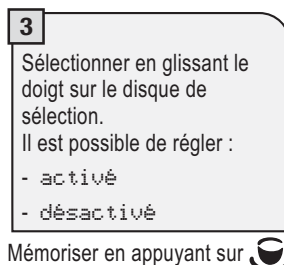 3
Sélectionner en glissant le
doigt sur le disque de
sélection.
Il est possible de régler :
- activé
- désactivé
Mémoriser en appuyant sur